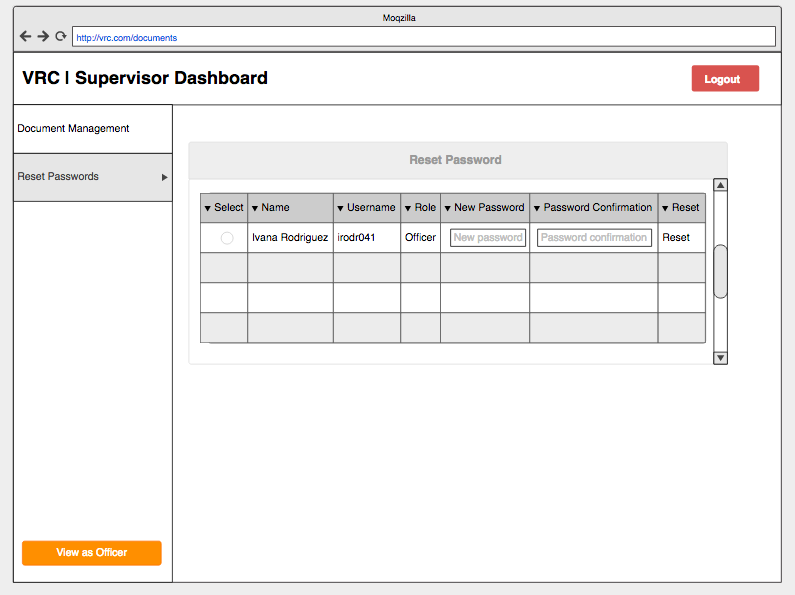 Moqzilla
http://vrc.com/documents
VRC | Supervisor Dashboard
Logout
Document Management
Reset Passwords
Reset Password
Select Name Username Role New Password Password Confirmation Reset
Ivana Rodriguez irodr041 Officer New password Password confirmation Reset
View as Officer